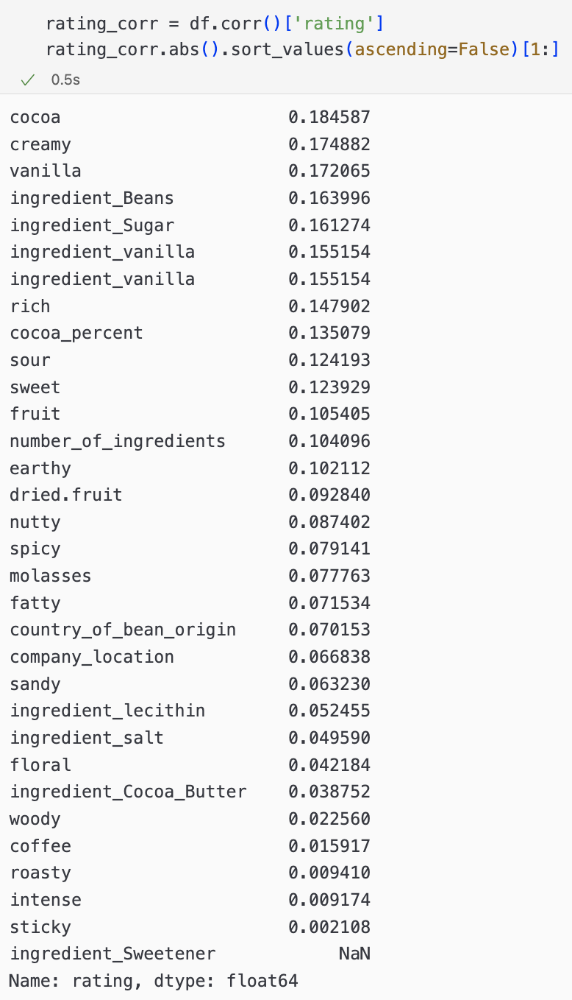 rating_corr = df.corr()['rating']
rating_corr.abs().sort_values(ascending=False)[1:]
0.5s
cocoa 0.184587
creamy 0.174882
vanilla 0.172065
ingredient_Beans 0.163996
ingredient_Sugar 0.161274
ingredient_vanilla 0.155154
ingredient_vanilla 0.155154
rich 0.147902
cocoa_percent 0.135079
sour 0.124193
sweet 0.123929
fruit 0.105405
number_of_ingredients 0.104096
earthy 0.102112
dried.fruit 0.092840
nutty 0.087402
spicy 0.079141
molasses 0.077763
fatty 0.071534
country_of_bean_origin 0.070153
company_location 0.066838
sandy 0.063230
ingredient_lecithin 0.052455
ingredient_salt 0.049590
floral 0.042184
ingredient_Cocoa_Butter 0.038752
woody 0.022560
coffee 0.015917
roasty 0.009410
intense 0.009174
sticky 0.002108
ingredient_Sweetener NaN
Name: rating, dtype: float64